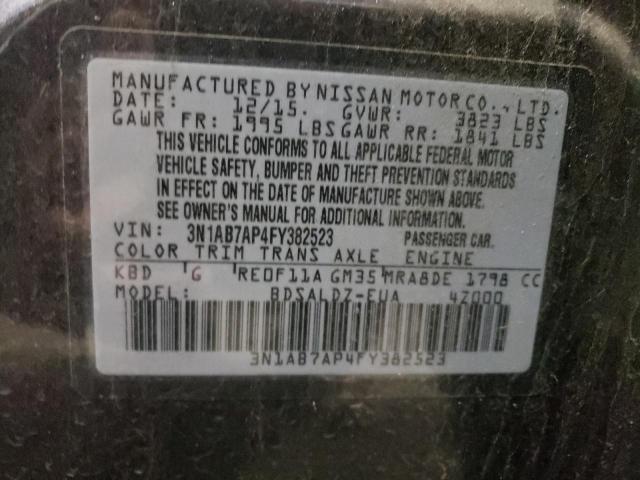 MANUFACTURED BY NISSAN MOTOR CO., LTD.
DATE: 12/15. GVWR: 3823 LBS
GAWR FR: 1995 LBS GAWR RR: 1841 LBS
THIS VEHICLE CONFORMS TO ALL APPLICABLE FEDERAL MOTOR
VEHICLE SAFETY, BUMPER AND THEFT PREVENTION STANDARDS
IN EFFECT ON THE DATE OF MANUFACTURE SHOWN ABOVE.
SEE OWNER'S MANUAL FOR ADDITIONAL INFORMATION.
VIN: 3N1AB7AP4FY382523 PASSENGER CAR.
COLOR TRIM TRANS AXLE ENGINE
KBD G RE0F11A GM35 MRA8DE 1798 CC
MODEL: BDSALDZ-EUA 4Z000
3N1AB7AP4FY382523